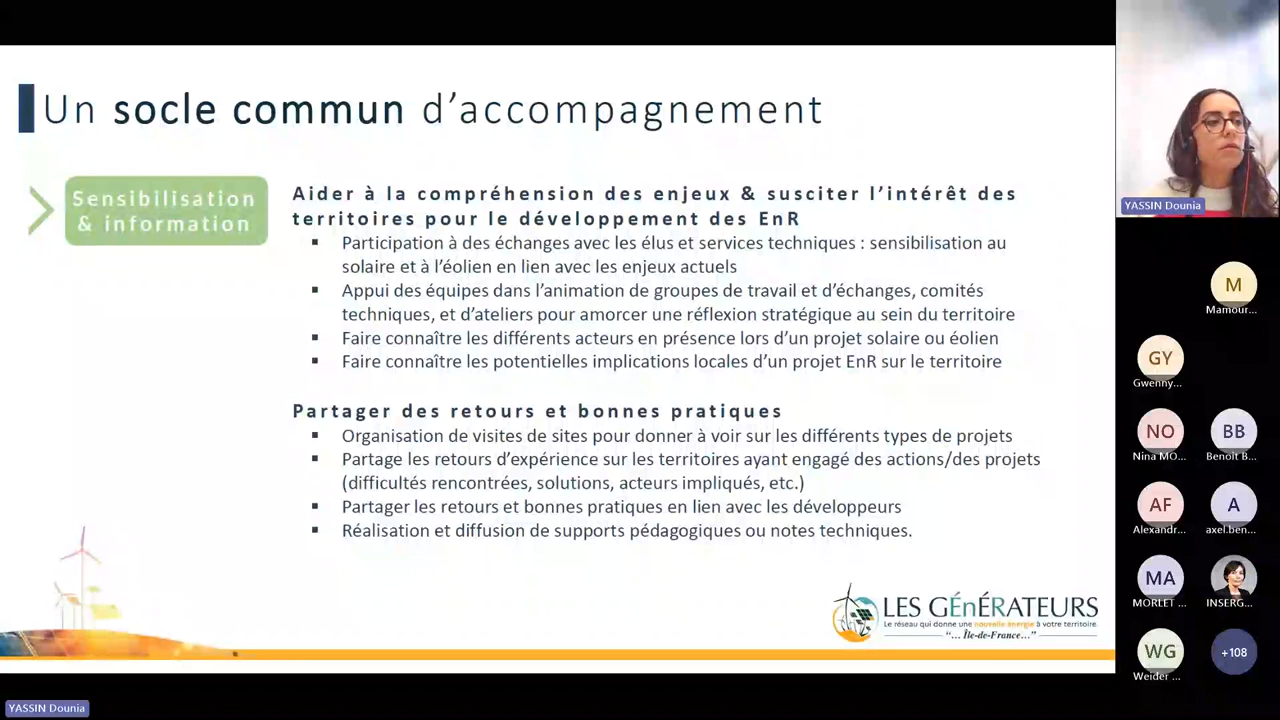 Un socle commun d'accompagnement
Sensibilisation
& information
Aider à la compréhension des enjeux & susciter l'intérêt des
territoires pour le développement des EnR
▪ Participation à des échanges avec les élus et services techniques : sensibilisation au
solaire et à l'éolien en lien avec les enjeux actuels
▪ Appui des équipes dans l'animation de groupes de travail et d'échanges, comités
techniques, et d'ateliers pour amorcer une réflexion stratégique au sein du territoire
▪ Faire connaître les différents acteurs en présence lors d'un projet solaire ou éolien
▪ Faire connaître les potentielles implications locales d'un projet EnR sur le territoire
Partager des retours et bonnes pratiques
▪ Organisation de visites de sites pour donner à voir sur les différents types de projets
▪ Partage les retours d'expérience sur les territoires ayant engagé des actions/des projets
(difficultés rencontrées, solutions, acteurs impliqués, etc.)
▪ Partager les retours et bonnes pratiques en lien avec les développeurs
▪ Réalisation et diffusion de supports pédagogiques ou notes techniques.
LES GÉnÉRATEURS
Le réseau qui donne une nouvelle énergie à votre territoire.
"... Île-de-France..."
YASSIN Dounia
M
Mamour...
GY
Gwenny...
NO
Nina MO...
BB
Benoît B...
AF
Alexandr...
A
axel.ben...
MA
MORLET ...
INSERG...
WG
Weider ...
+108
YASSIN Dounia